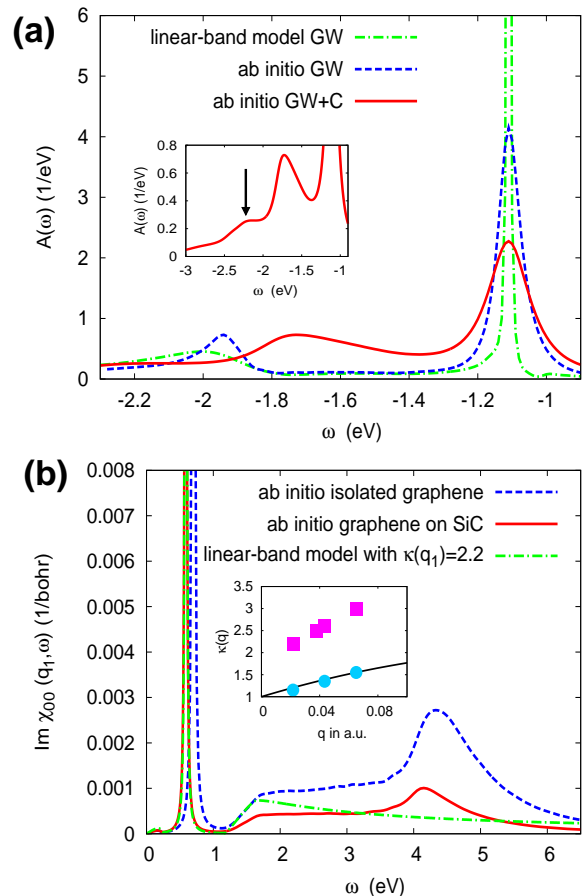 (a)
linear-band model GW
ab initio GW
ab initio GW+C
A(ω) (1/eV)
6
5
4
3
2
1
0
A(ω) (1/eV)
0.8
0.6
0.4
0.2
0
-3 -2.5 -2 -1.5 -1
ω (eV)
-2.2 -2 -1.8 -1.6 -1.4 -1.2 -1
ω (eV)
(b)
ab initio isolated graphene
ab initio graphene on SiC
linear-band model with κ(q₁)=2.2
Im χ₀₀ (q₁,ω) (1/bohr)
0.008
0.007
0.006
0.005
0.004
0.003
0.002
0.001
0
κ(q)
3.5
3
2.5
2
1.5
1
0 0.04 0.08
q in a.u.
0 1 2 3 4 5 6
ω (eV)